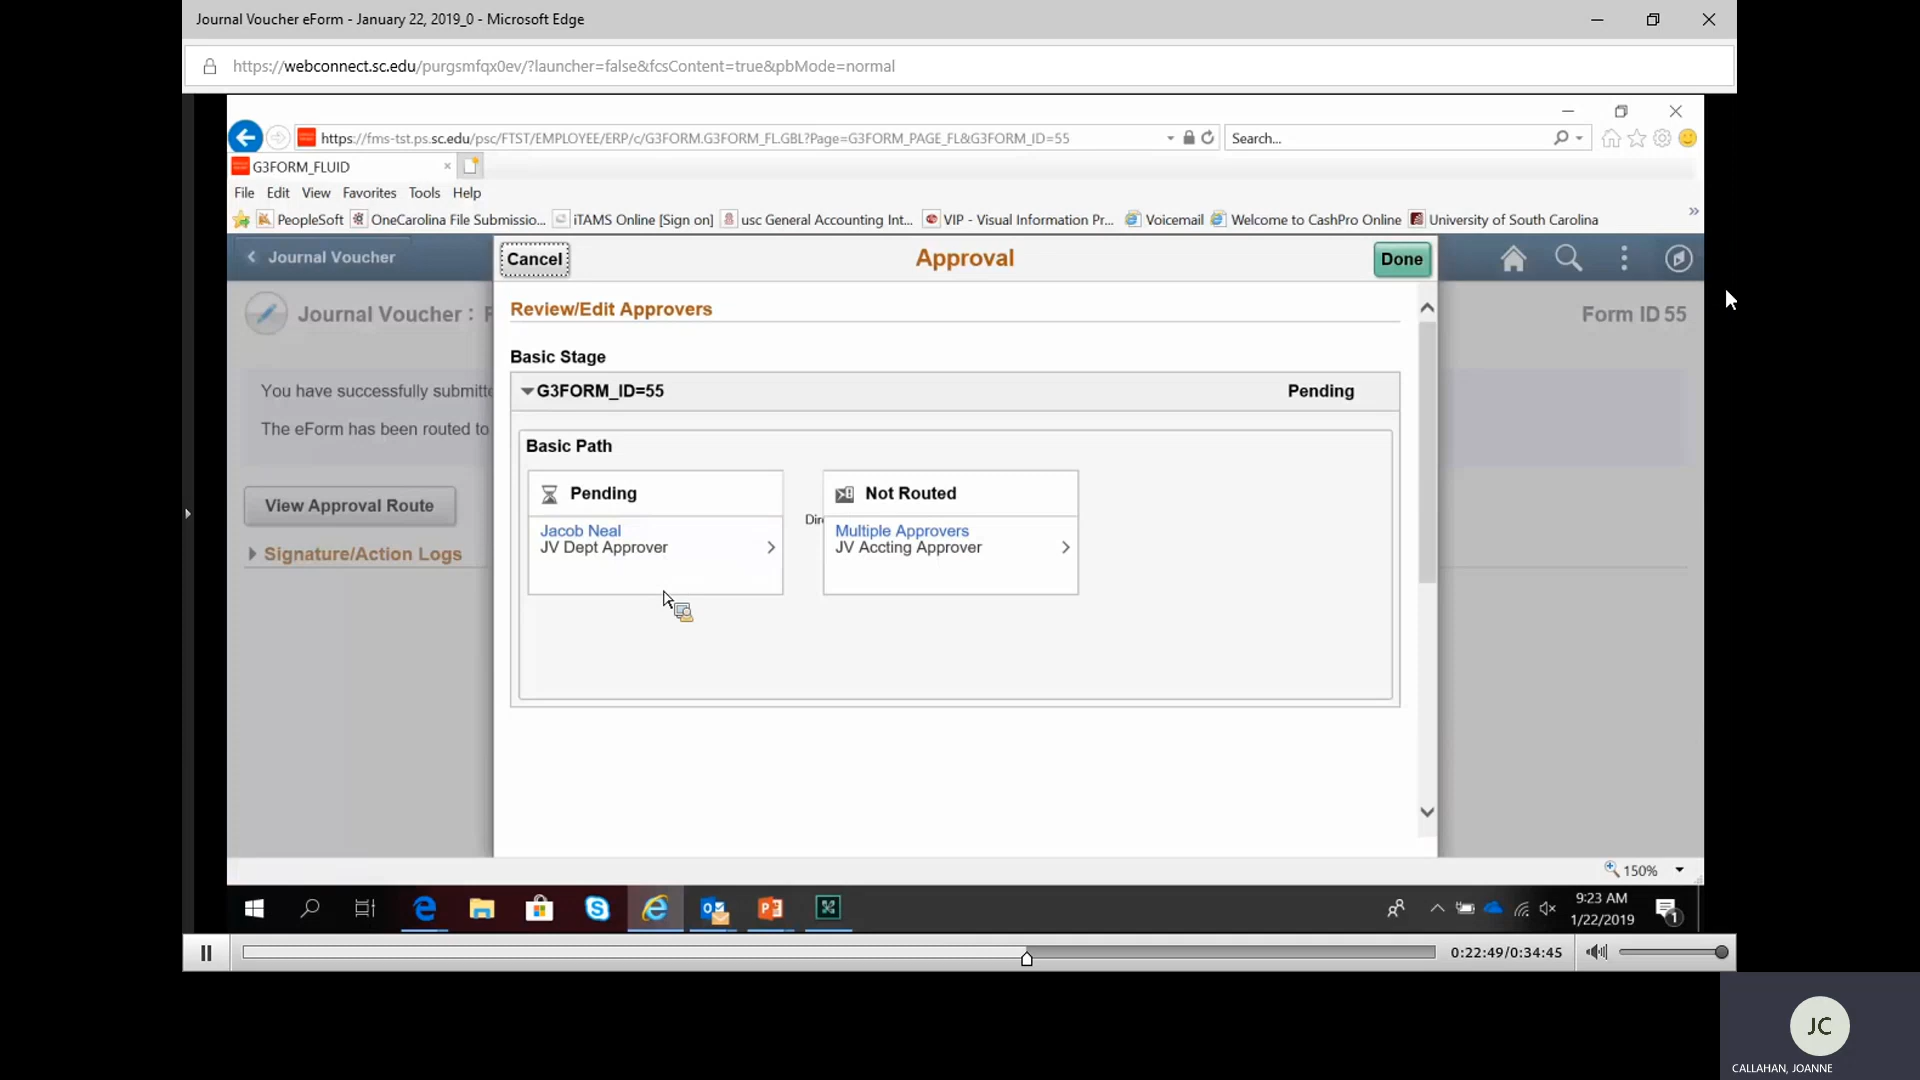 Journal Voucher eForm - January 22, 2019_0 - Microsoft Edge
https://webconnect.sc.edu/purgsmfqx0ev/?launcher=false&fcsContent=true&pbMode=normal
https://fms-tst.ps.sc.edu/psc/FTST/EMPLOYEE/ERP/c/G3FORM.G3FORM_FL.GBL?Page=G3FORM_PAGE_FL&G3FORM_ID=55
Search...
G3FORM_FLUID
File Edit View Favorites Tools Help
PeopleSoft OneCarolina File Submissio... iTAMS Online [Sign on] usc General Accounting Int... VIP - Visual Information Pr... Voicemail Welcome to CashPro Online University of South Carolina
Journal Voucher
Cancel
Approval
Done
Journal Voucher :
Form ID 55
Review/Edit Approvers
Basic Stage
You have successfully submitte
G3FORM_ID=55
Pending
The eForm has been routed to
Basic Path
View Approval Route
Signature/Action Logs
Pending
Jacob Neal
JV Dept Approver
Not Routed
Multiple Approvers
JV Accting Approver
150%
9:23 AM
1/22/2019
1
0:22:49/0:34:45
JC
CALLAHAN, JOANNE